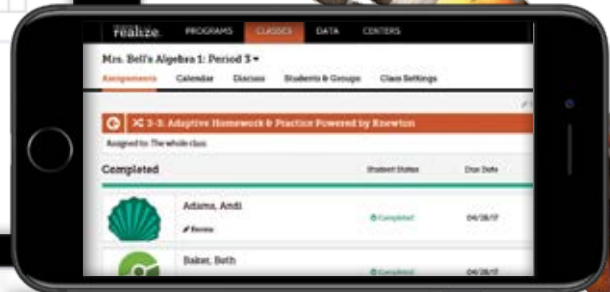 realize. PROGRAMS CLASSES DATA CENTERS
Mrs. Bell's Algebra 1: Period 3
Assignments Calendar Discuss Students & Groups Class Settings
3-3: Adaptive Homework & Practice Powered by Knewton
Assigned to: The whole class
Completed Student Status Due Date
Adams, Andi
Review
Completed 04/28/17
Baker, Beth
Completed 04/28/17